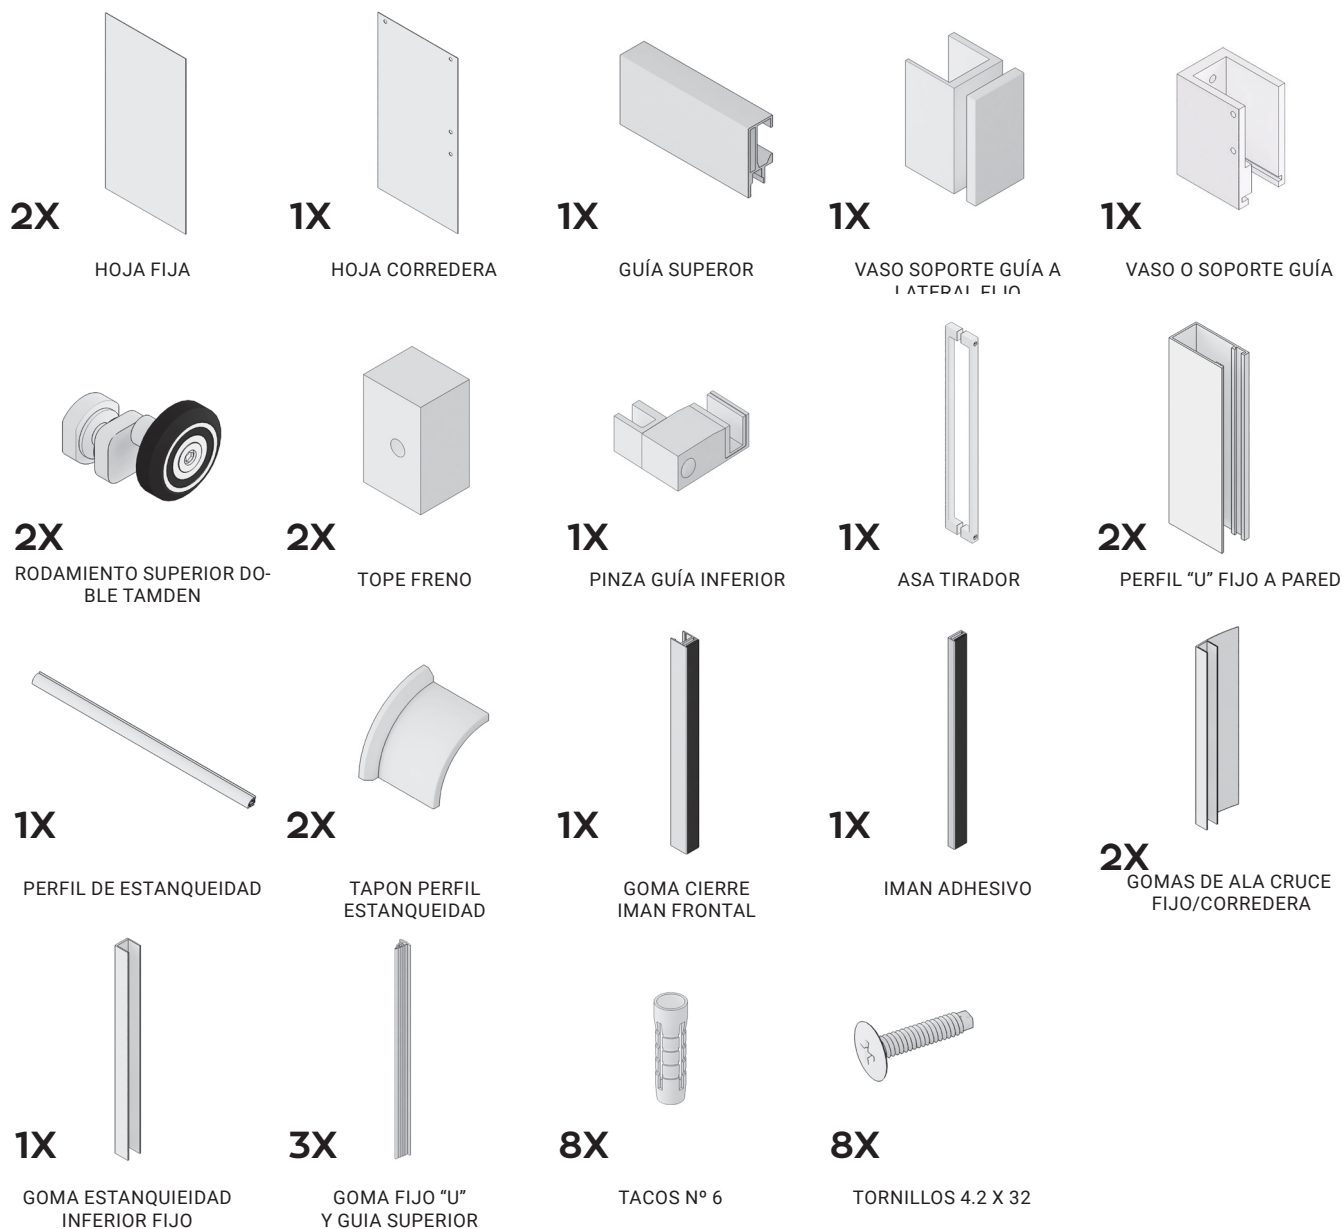 2X
HOJA FIJA
1X
HOJA CORREDERA
1X
GUÍA SUPEROR
1X
VASO SOPORTE GUÍA A
LATERAL FIJO
1X
VASO O SOPORTE GUÍA
2X
RODAMIENTO SUPERIOR DO-
BLE TAMDEN
2X
TOPE FRENO
1X
PINZA GUÍA INFERIOR
1X
ASA TIRADOR
2X
PERFIL “U” FIJO A PARED
1X
PERFIL DE ESTANQUEIDAD
2X
TAPON PERFIL
ESTANQUEIDAD
1X
GOMA CIERRE
IMAN FRONTAL
1X
IMAN ADHESIVO
2X
GOMAS DE ALA CRUCE
FIJO/CORREDERA
1X
GOMA ESTANQUIEIDAD
INFERIOR FIJO
3X
GOMA FIJO “U”
Y GUIA SUPERIOR
8X
TACOS Nº 6
8X
TORNILLOS 4.2 X 32